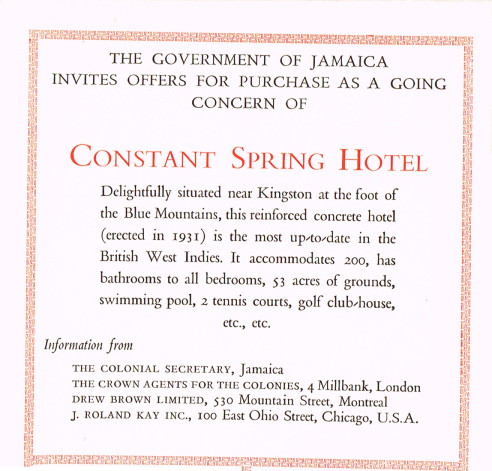 THE GOVERNMENT OF JAMAICA
INVITES OFFERS FOR PURCHASE AS A GOING
CONCERN OF
CONSTANT SPRING HOTEL
Delightfully situated near Kingston at the foot of
the Blue Mountains, this reinforced concrete hotel
(erected in 1931) is the most up-to-date in the
British West Indies. It accommodates 200, has
bathrooms to all bedrooms, 53 acres of grounds,
swimming pool, 2 tennis courts, golf club-house,
etc., etc.
Information from
THE COLONIAL SECRETARY, Jamaica
THE CROWN AGENTS FOR THE COLONIES, 4 Millbank, London
DREW BROWN LIMITED, 530 Mountain Street, Montreal
J. ROLAND KAY INC., 100 East Ohio Street, Chicago, U.S.A.